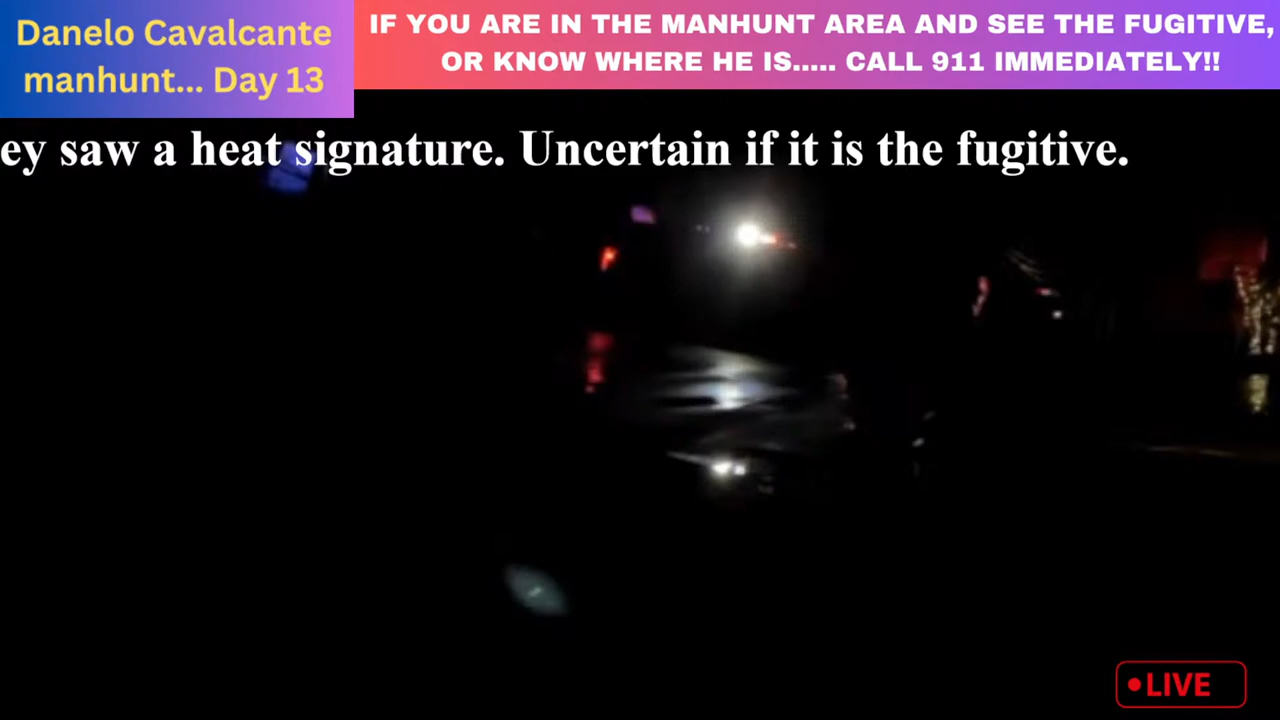 Danelo Cavalcante
manhunt... Day 13
IF YOU ARE IN THE MANHUNT AREA AND SEE THE FUGITIVE,
OR KNOW WHERE HE IS..... CALL 911 IMMEDIATELY!!
ey saw a heat signature. Uncertain if it is the fugitive.
LIVE